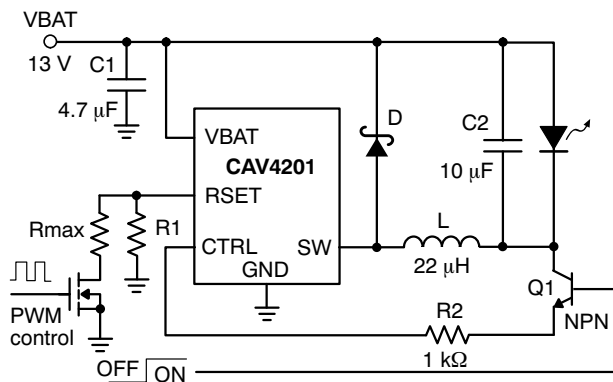 VBAT
13 V
C1
4.7 μF
VBAT
CAV4201
RSET
CTRL
SW
GND
D
C2
10 μF
L
22 μH
Rmax
R1
PWM
control
Q1
NPN
R2
1 kΩ
OFF ON